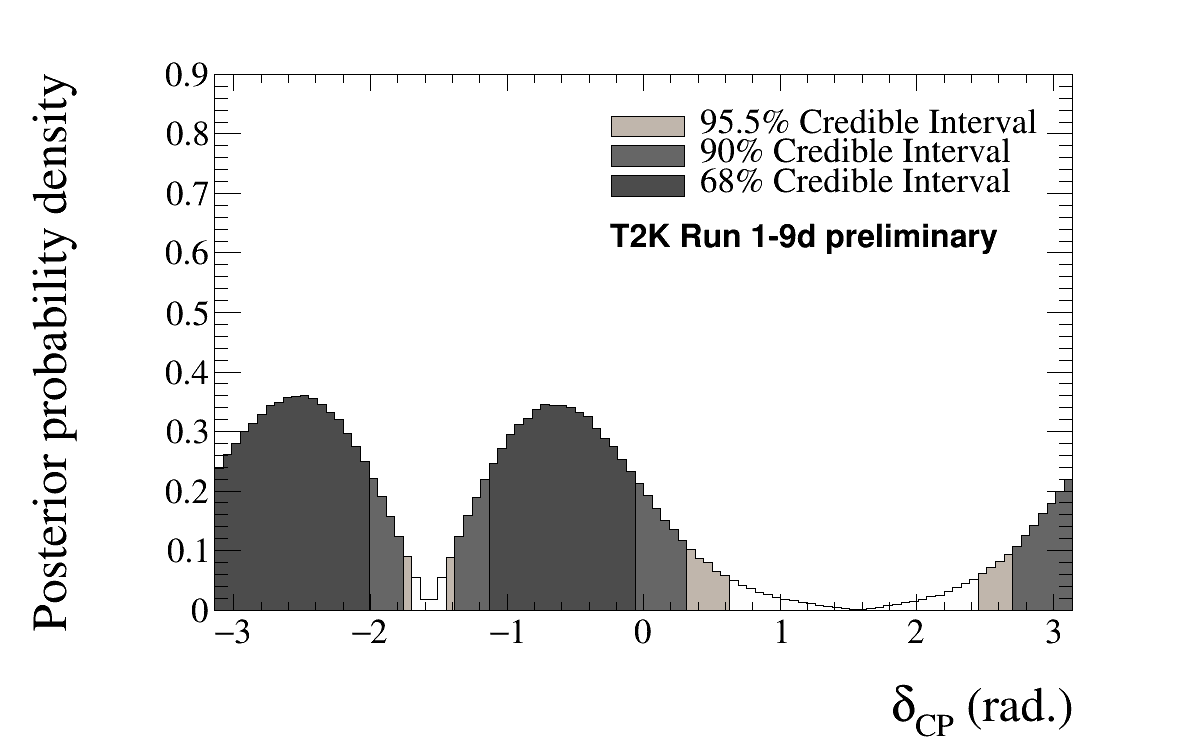 Posterior probability density
0.9
0.8
0.7
0.6
0.5
0.4
0.3
0.2
0.1
0
95.5% Credible Interval
90% Credible Interval
68% Credible Interval
T2K Run 1-9d preliminary
−3 −2 −1 0 1 2 3
δCP (rad.)